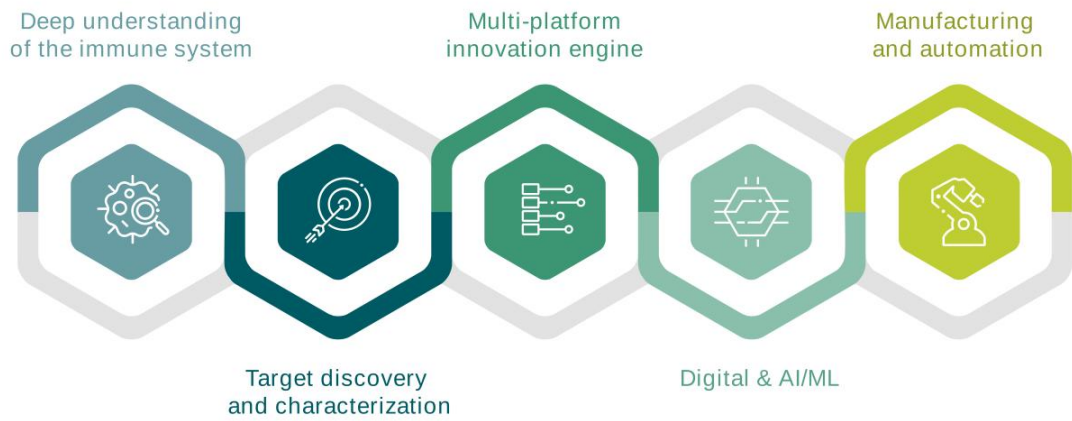 Deep understanding
of the immune system
Target discovery
and characterization
Multi-platform
innovation engine
Digital & AI/ML
Manufacturing
and automation